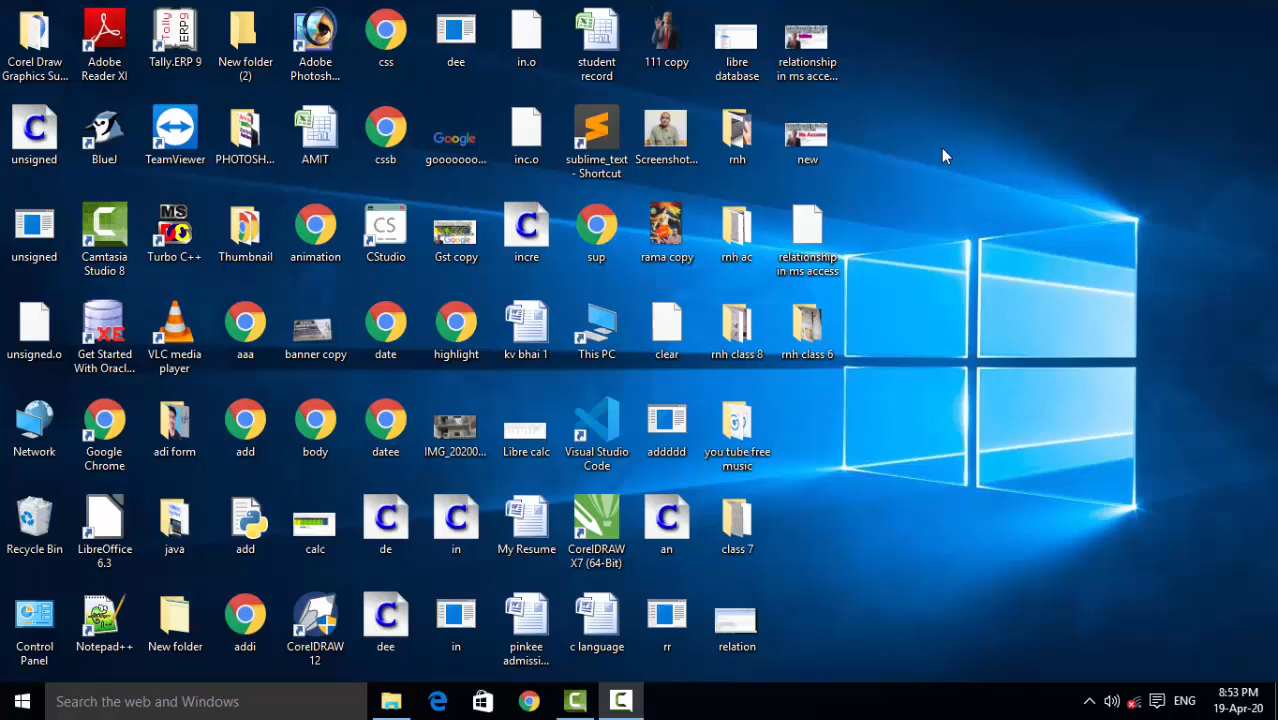 Corel Draw
Graphics Su...
Adobe
Reader XI
Tally.ERP 9
New folder
(2)
Adobe
Photosh...
css
dee
in.o
student
record
111 copy
libre
database
relationship
in ms acce...
unsigned
BlueJ
TeamViewer
PHOTOSH...
AMIT
cssb
Google
gooooooo...
inc.o
sublime_text
- Shortcut
Screenshot...
rnh
new
unsigned
Camtasia
Studio 8
MS
Turbo C++
Thumbnail
animation
CS
CStudio
Gst copy
incre
sup
rama copy
rnh ac
relationship
in ms access
unsigned.o
XE
Get Started
With Oracl...
VLC media
player
aaa
banner copy
date
highlight
kv bhai 1
This PC
clear
rnh class 8
rnh class 6
Network
Google
Chrome
adi form
add
body
datee
IMG_20200...
Libre calc
Visual Studio
Code
addddd
you tube free
music
Recycle Bin
LibreOffice
6.3
java
add
calc
de
in
My Resume
CorelDRAW
X7 (64-Bit)
an
class 7
Control
Panel
Notepad++
New folder
addi
CorelDRAW
12
dee
in
pinkee
admissi...
c language
rr
relation
Search the web and Windows
ENG
8:53 PM
19-Apr-20